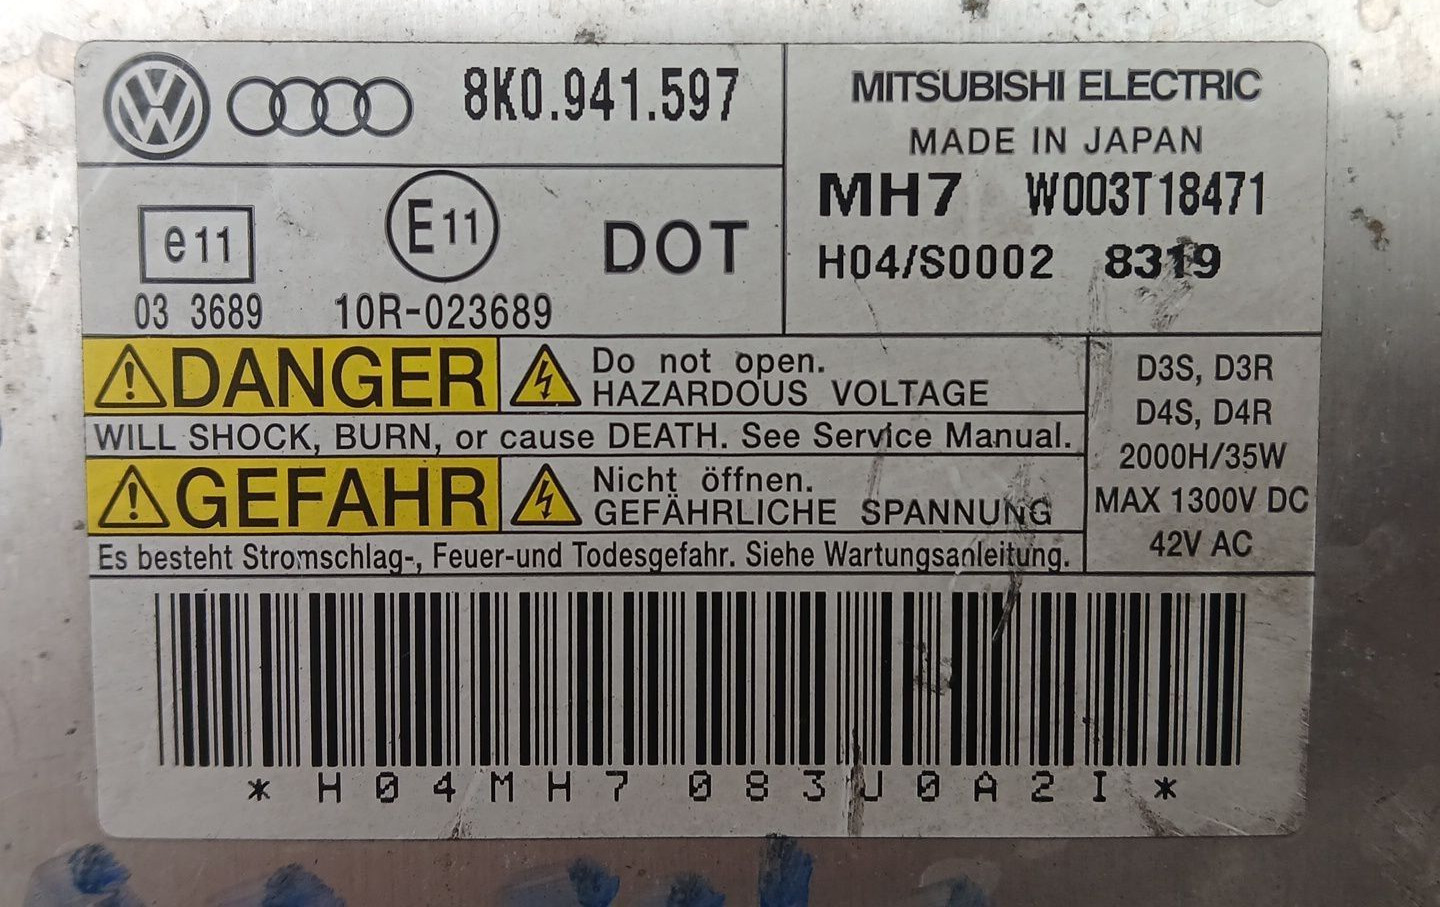 8K0.941.597
MITSUBISHI ELECTRIC
MADE IN JAPAN
MH7 W003T18471
H04/S0002 8319
e11
E11
DOT
03 3689
10R-023689
DANGER
Do not open.
HAZARDOUS VOLTAGE
WILL SHOCK, BURN, or cause DEATH. See Service Manual.
GEFAHR
Nicht öffnen.
GEFÄHRLICHE SPANNUNG
Es besteht Stromschlag-, Feuer-und Todesgefahr. Siehe Wartungsanleitung.
D3S, D3R
D4S, D4R
2000H/35W
MAX 1300V DC
42V AC
*H04MH7083J0A2I*